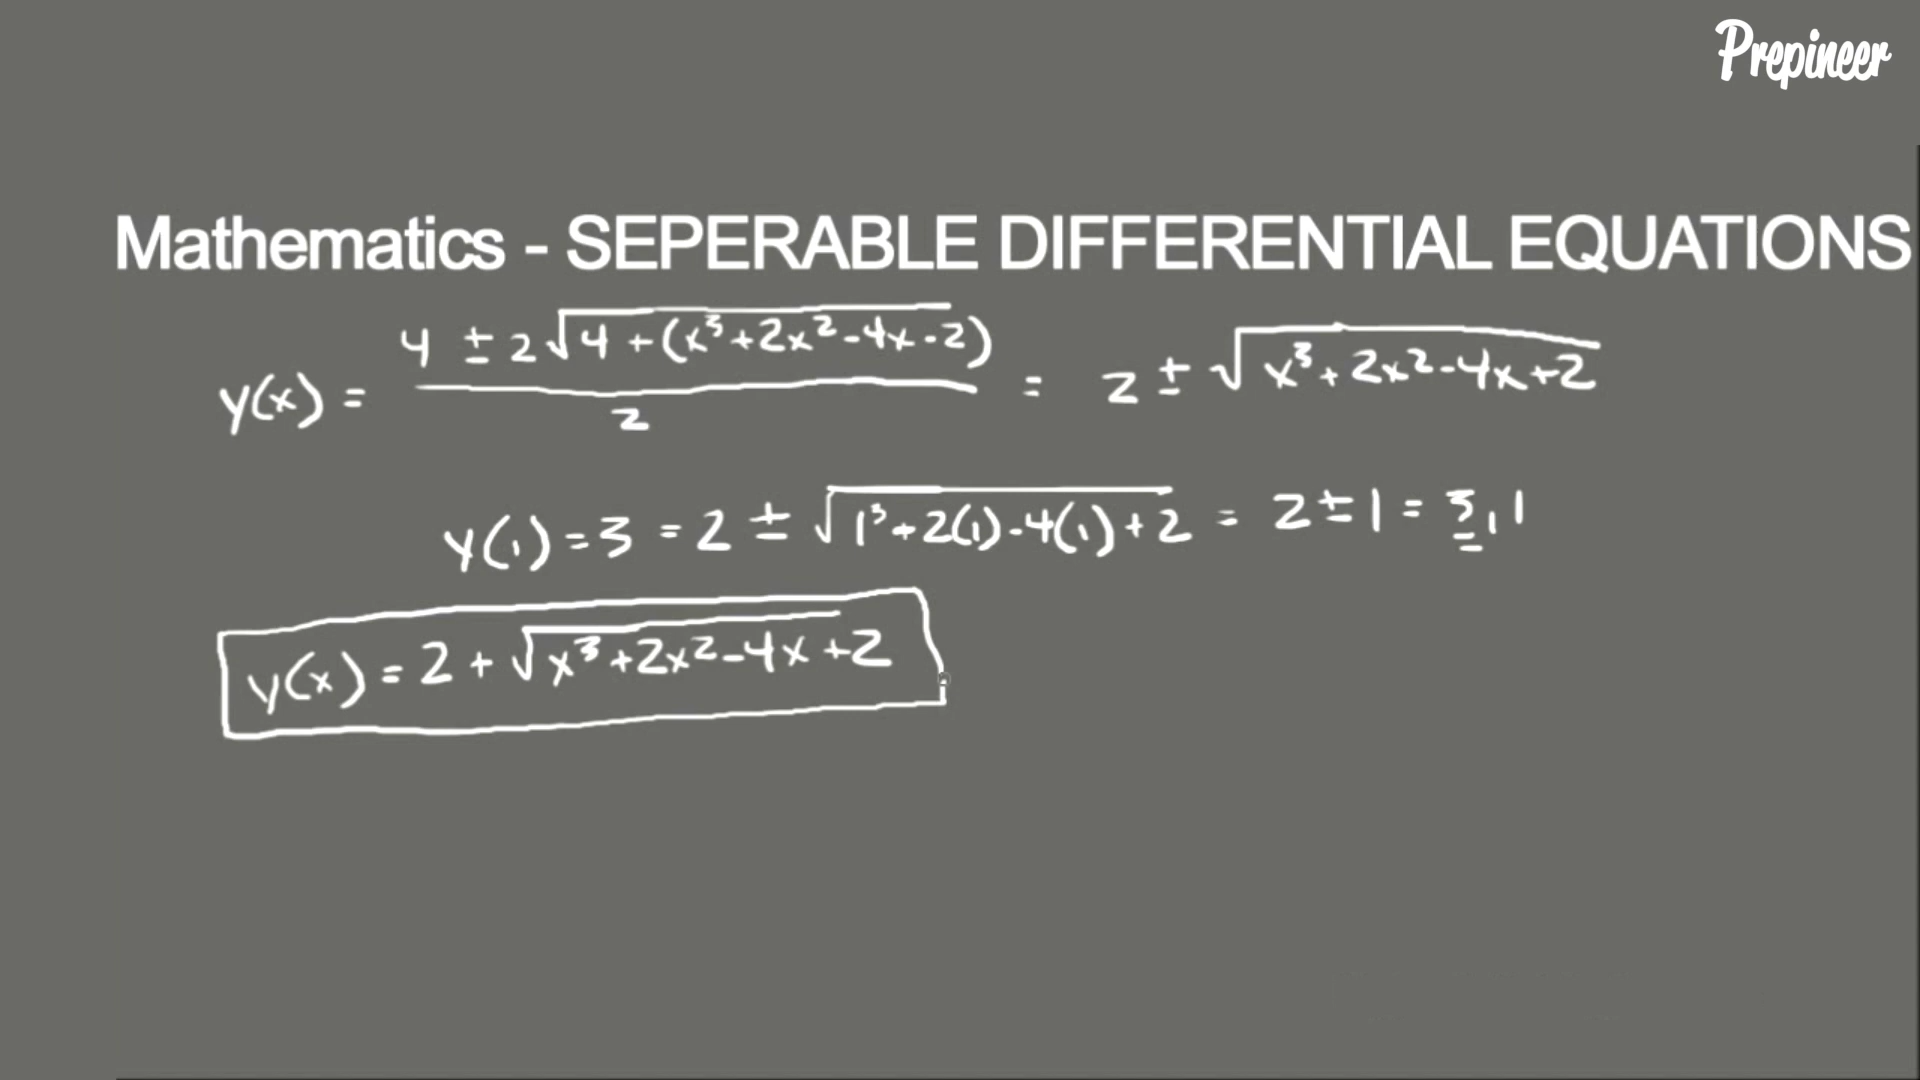 Prepineer
Mathematics - SEPERABLE DIFFERENTIAL EQUATIONS
y(x) = (4 ± 2√(4 + (x³+2x²-4x-2)))/2 = 2 ± √(x³+2x²-4x+2)
y(1) = 3 = 2 ± √(1³+2(1)-4(1)+2) = 2 ± 1 = 3, 1
y(x) = 2 + √(x³+2x²-4x+2)